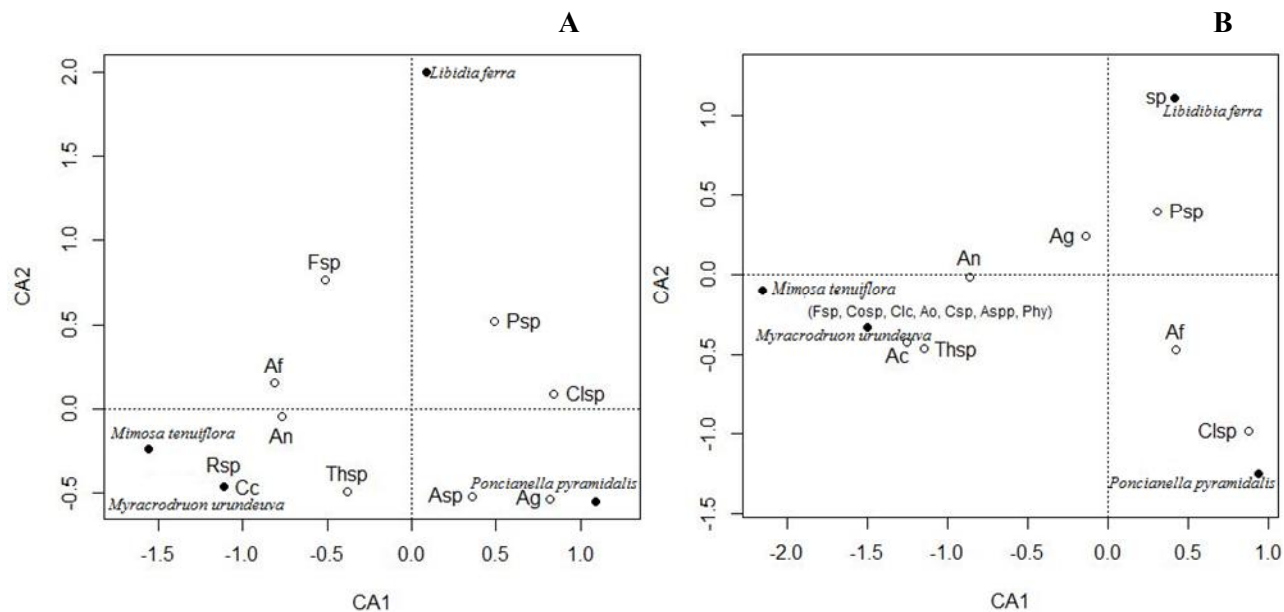 A
2.0
1.5
1.0
0.5
0.0
-0.5
CA2
Libidia ferra
Fsp
Psp
Af
Clsp
An
Mimosa tenuiflora
Rsp
Cc
Myracrodruon urundeuva
Thsp
Asp
Ag
Poncianella pyramidalis
-1.5 -1.0 -0.5 0.0 0.5 1.0
CA1
B
1.0
0.5
0.0
-0.5
-1.0
-1.5
CA2
sp
Libidibia ferra
Psp
Ag
An
Mimosa tenuiflora
(Fsp, Cosp, Clc, Ao, Csp, Aspp, Phy)
Myracrodruon urundeuva
Ac
Thsp
Af
Clsp
Poncianella pyramidalis
-2.0 -1.5 -1.0 -0.5 0.0 0.5 1.0
CA1